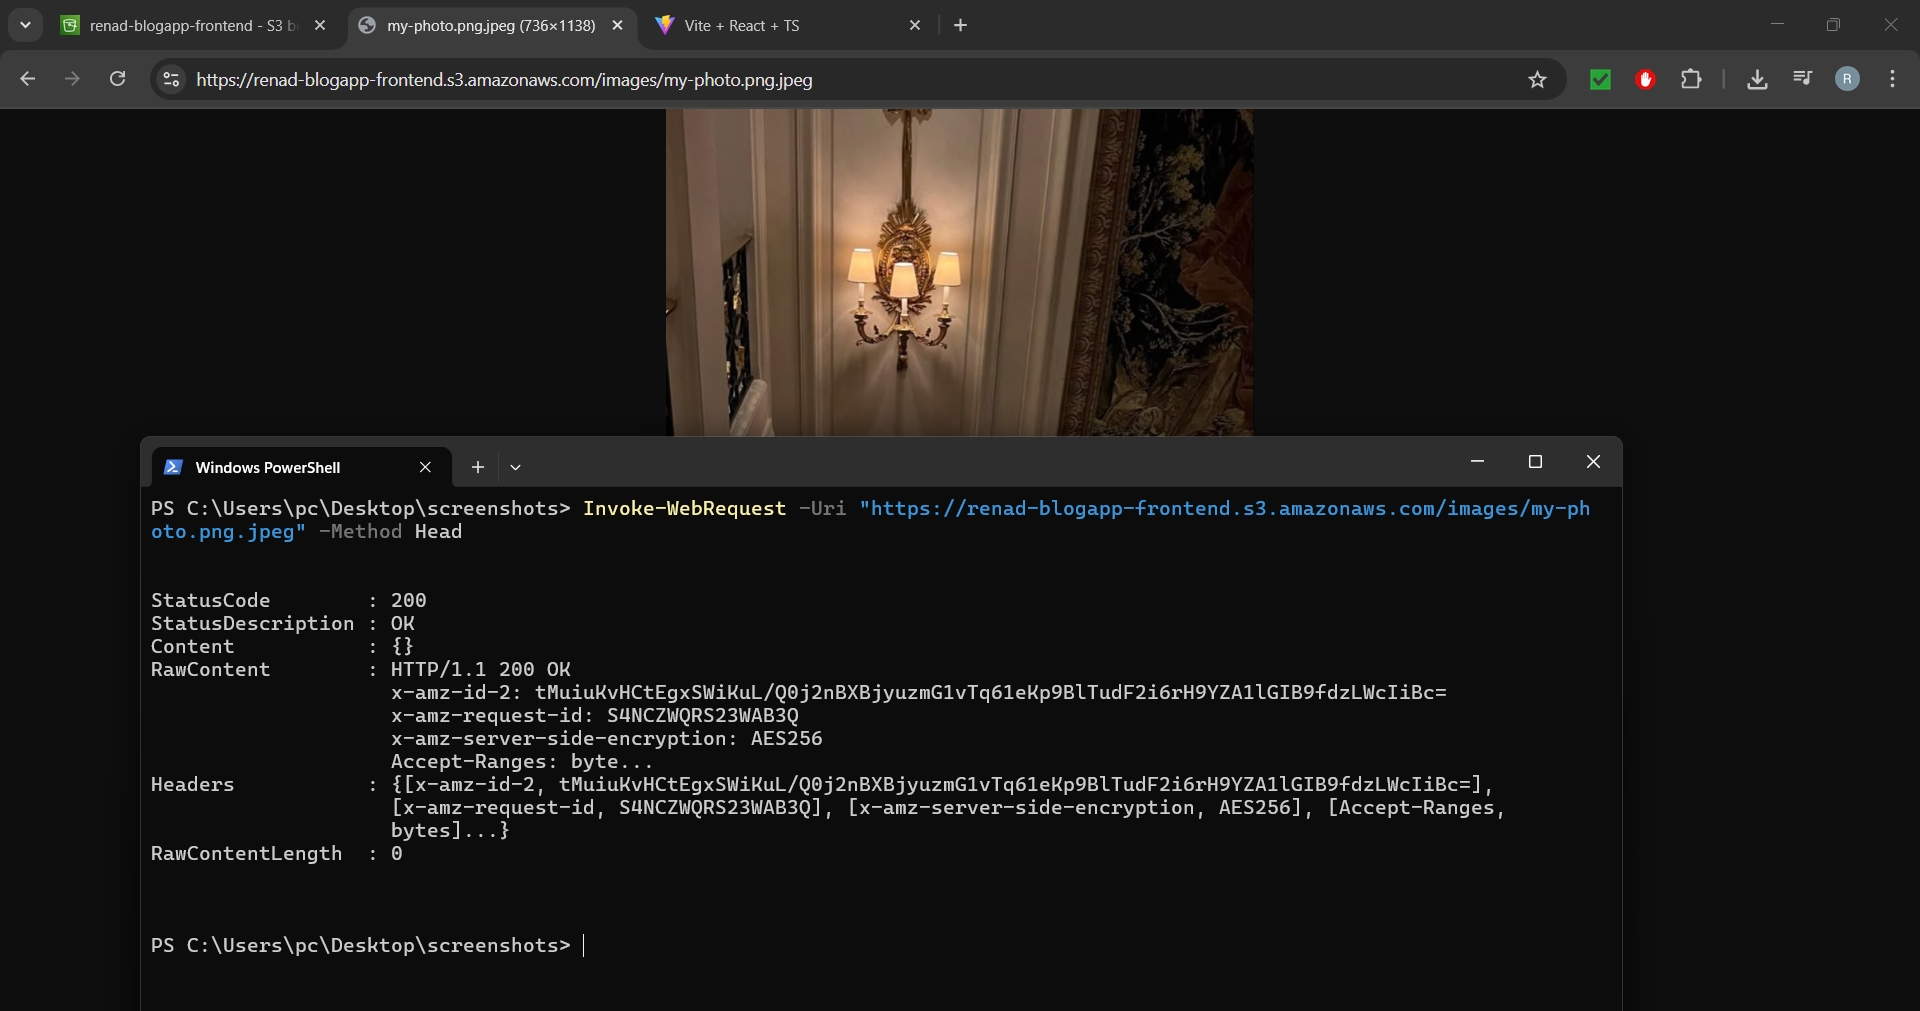 renad-blogapp-frontend - S3 b
my-photo.png.jpeg (736×1138)
Vite + React + TS
https://renad-blogapp-frontend.s3.amazonaws.com/images/my-photo.png.jpeg
R
Windows PowerShell
PS C:\Users\pc\Desktop\screenshots> Invoke-WebRequest -Uri "https://renad-blogapp-frontend.s3.amazonaws.com/images/my-ph
oto.png.jpeg" -Method Head
StatusCode : 200
StatusDescription : OK
Content : {}
RawContent : HTTP/1.1 200 OK
x-amz-id-2: tMuiuKvHCtEgxSWiKuL/Q0j2nBXBjyuzmG1vTq61eKp9BlTudF2i6rH9YZA1lGIB9fdzLWcIiBc=
x-amz-request-id: S4NCZWQRS23WAB3Q
x-amz-server-side-encryption: AES256
Accept-Ranges: byte...
Headers : {[x-amz-id-2, tMuiuKvHCtEgxSWiKuL/Q0j2nBXBjyuzmG1vTq61eKp9BlTudF2i6rH9YZA1lGIB9fdzLWcIiBc=],
[x-amz-request-id, S4NCZWQRS23WAB3Q], [x-amz-server-side-encryption, AES256], [Accept-Ranges,
bytes]...}
RawContentLength : 0
PS C:\Users\pc\Desktop\screenshots>